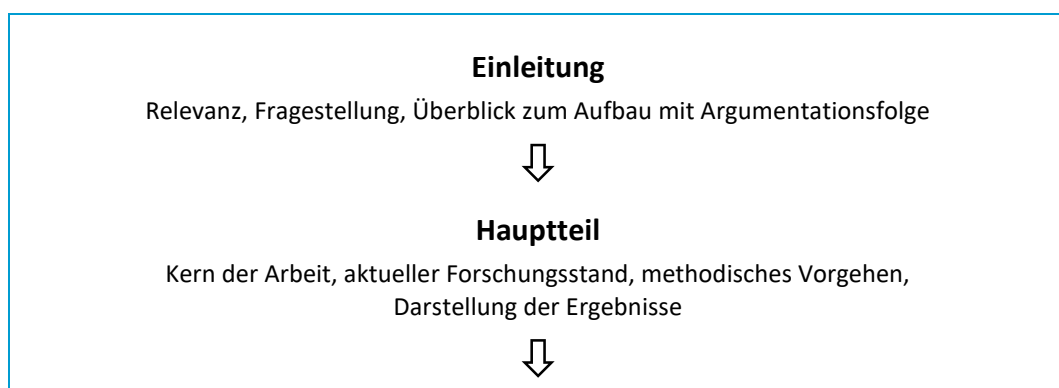 Einleitung
Relevanz, Fragestellung, Überblick zum Aufbau mit Argumentationsfolge
Hauptteil
Kern der Arbeit, aktueller Forschungsstand, methodisches Vorgehen,
Darstellung der Ergebnisse